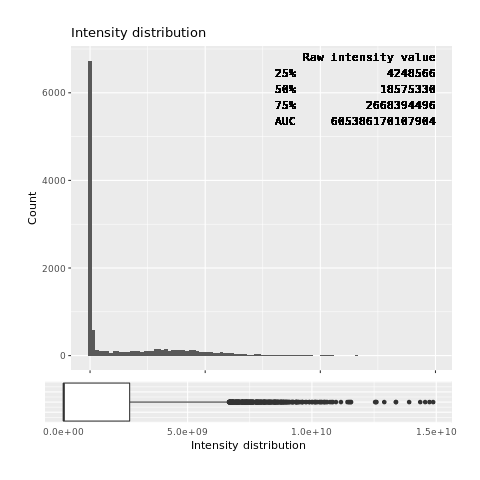 Intensity distribution
Raw intensity value
25% 4248566
50% 18575330
75% 2668394496
AUC 605386170107904
6000
4000
2000
0
Count
0.0e+00 5.0e+09 1.0e+10 1.5e+10
Intensity distribution